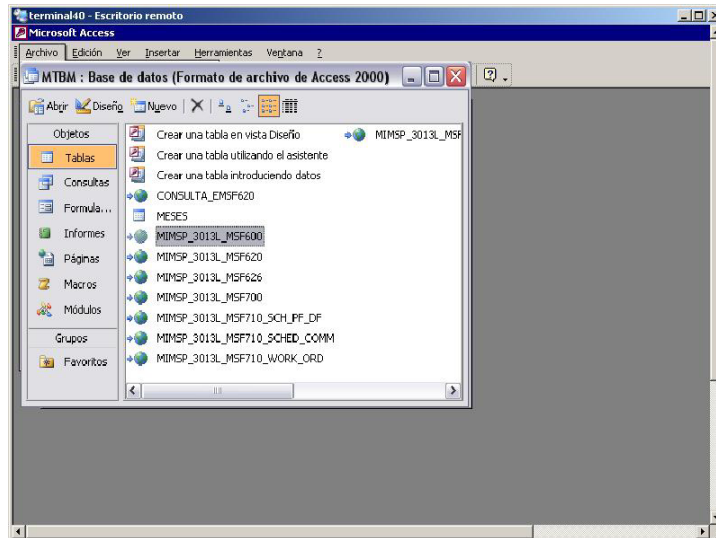 terminal40 - Escritorio remoto
Microsoft Access
Archivo Edición Ver Insertar Herramientas Ventana ?
MTBM : Base de datos (Formato de archivo de Access 2000)
Abrir Diseño Nuevo
Objetos
Tablas
Consultas
Formula...
Informes
Páginas
Macros
Módulos
Grupos
Favoritos
Crear una tabla en vista Diseño
Crear una tabla utilizando el asistente
Crear una tabla introduciendo datos
CONSULTA_EMSF620
MESES
MIMSP_3013L_MSF600
MIMSP_3013L_MSF620
MIMSP_3013L_MSF626
MIMSP_3013L_MSF700
MIMSP_3013L_MSF710_SCH_PF_DF
MIMSP_3013L_MSF710_SCHED_COMM
MIMSP_3013L_MSF710_WORK_ORD